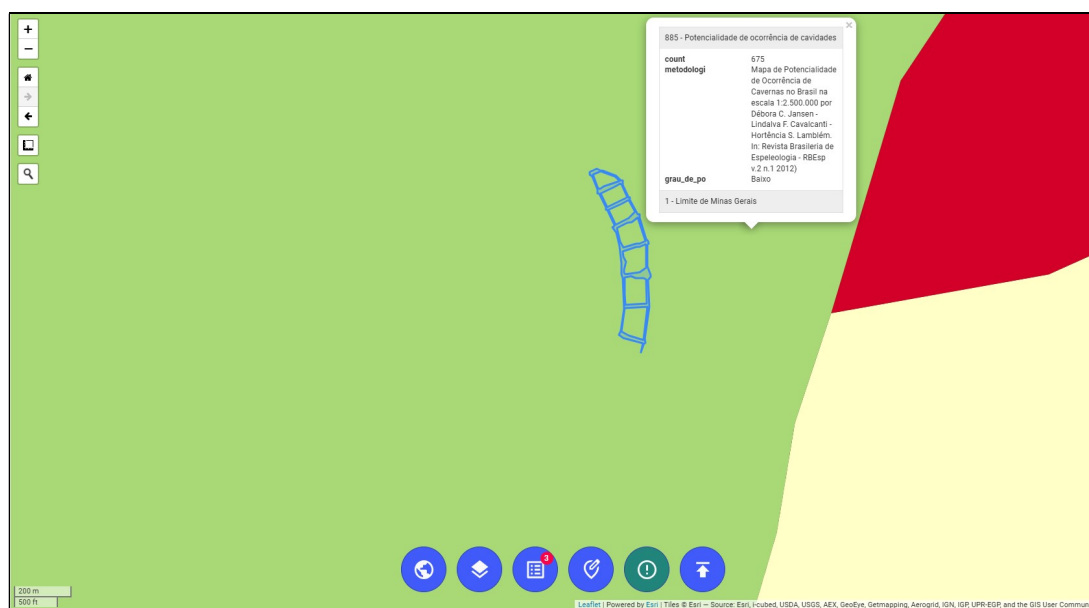 +
−
×
885 - Potencialidade de ocorrência de cavidades
count 675
metodologi Mapa de Potencialidade
de Ocorrência de
Cavernas no Brasil na
escala 1:2.500.000 por
Débora C. Jansen -
Lindalva F. Cavalcanti -
Hortência S. Lamblém.
In: Revista Brasileria de
Espeleologia - RBEsp
v.2 n.1 2012)
grau_de_po Baixo
1 - Limite de Minas Gerais
3
200 m
500 ft
Leaflet | Powered by Esri | Tiles © Esri — Source: Esri, i-cubed, USDA, USGS, AEX, GeoEye, Getmapping, Aerogrid, IGN, IGP, UPR-EGP, and the GIS User Commun